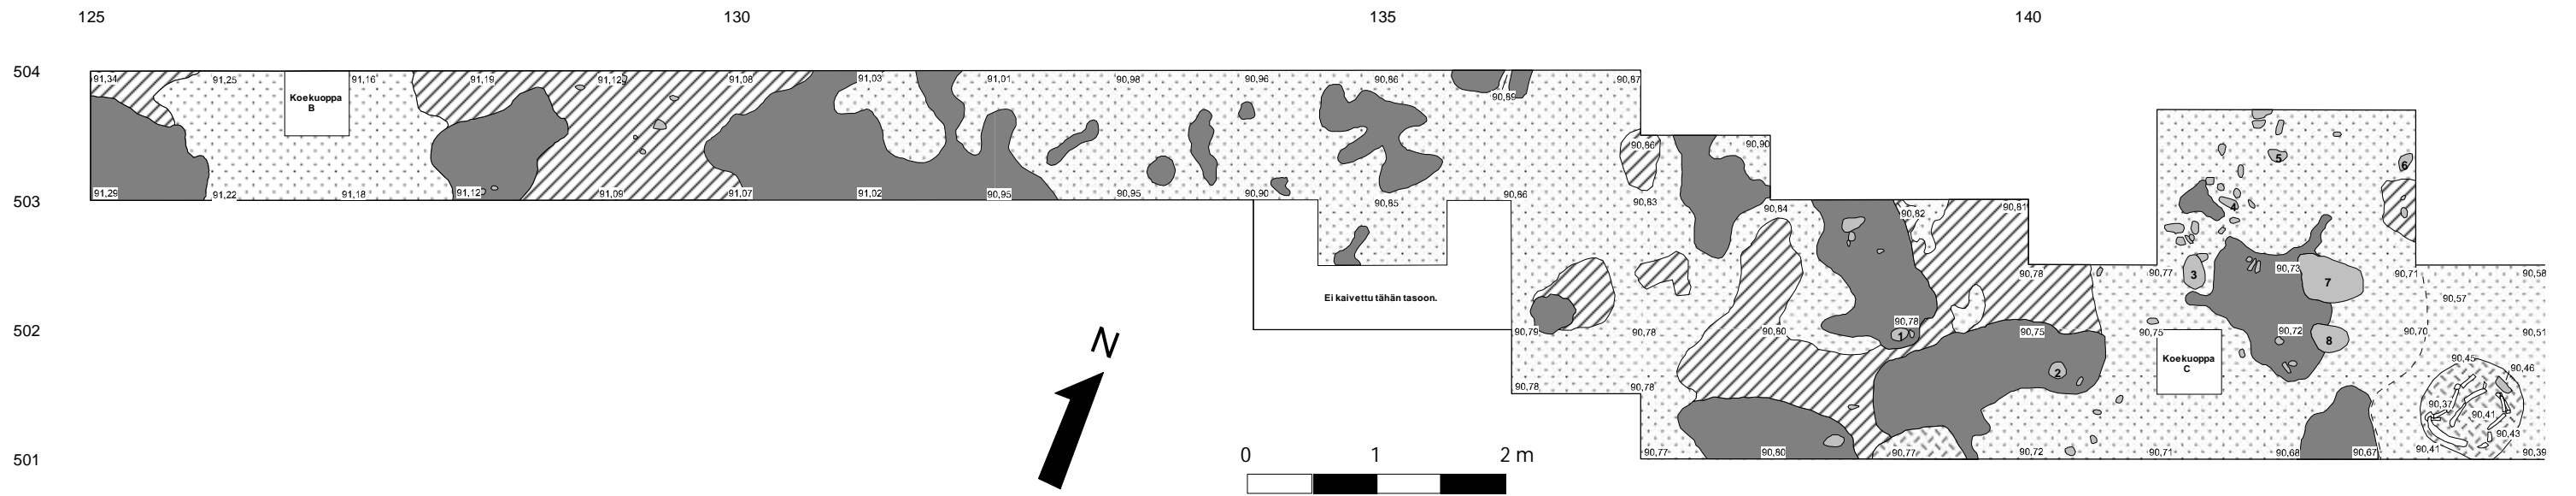 125 130 135 140
504
91,34 91,25 91,16 91,19 91,12 91,08 91,03 91,01 90,98 90,96 90,86 90,87
Koekuoppa
B
90,89
90,86 90,90
5
6
503
91,29 91,22 91,18 91,12 91,09 91,07 91,02 90,95 90,95 90,90 90,85 90,86 90,83 90,84 90,82 90,81
4
3 90,78 90,77 90,73 7 90,71 90,58
Ei kaivettu tähän tasoon.
90,57
502
90,79 90,78 90,80 90,78 1 90,75 90,75 90,72 8 90,70 90,51
N
Koekuoppa
C
2
90,45 90,46
90,78 90,78
90,37 90,41
90,43
501
90,77 90,80 90,77 90,72 90,71 90,68 90,67 90,41 90,39
0 1 2 m